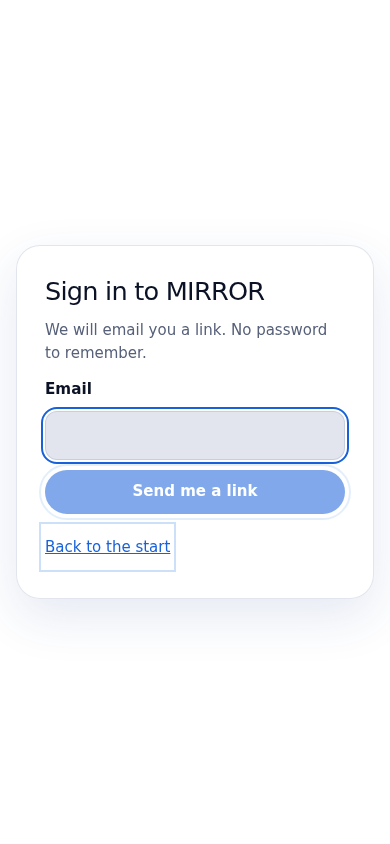 Sign in to MIRROR
We will email you a link. No password
to remember.
Email
Send me a link
Back to the start